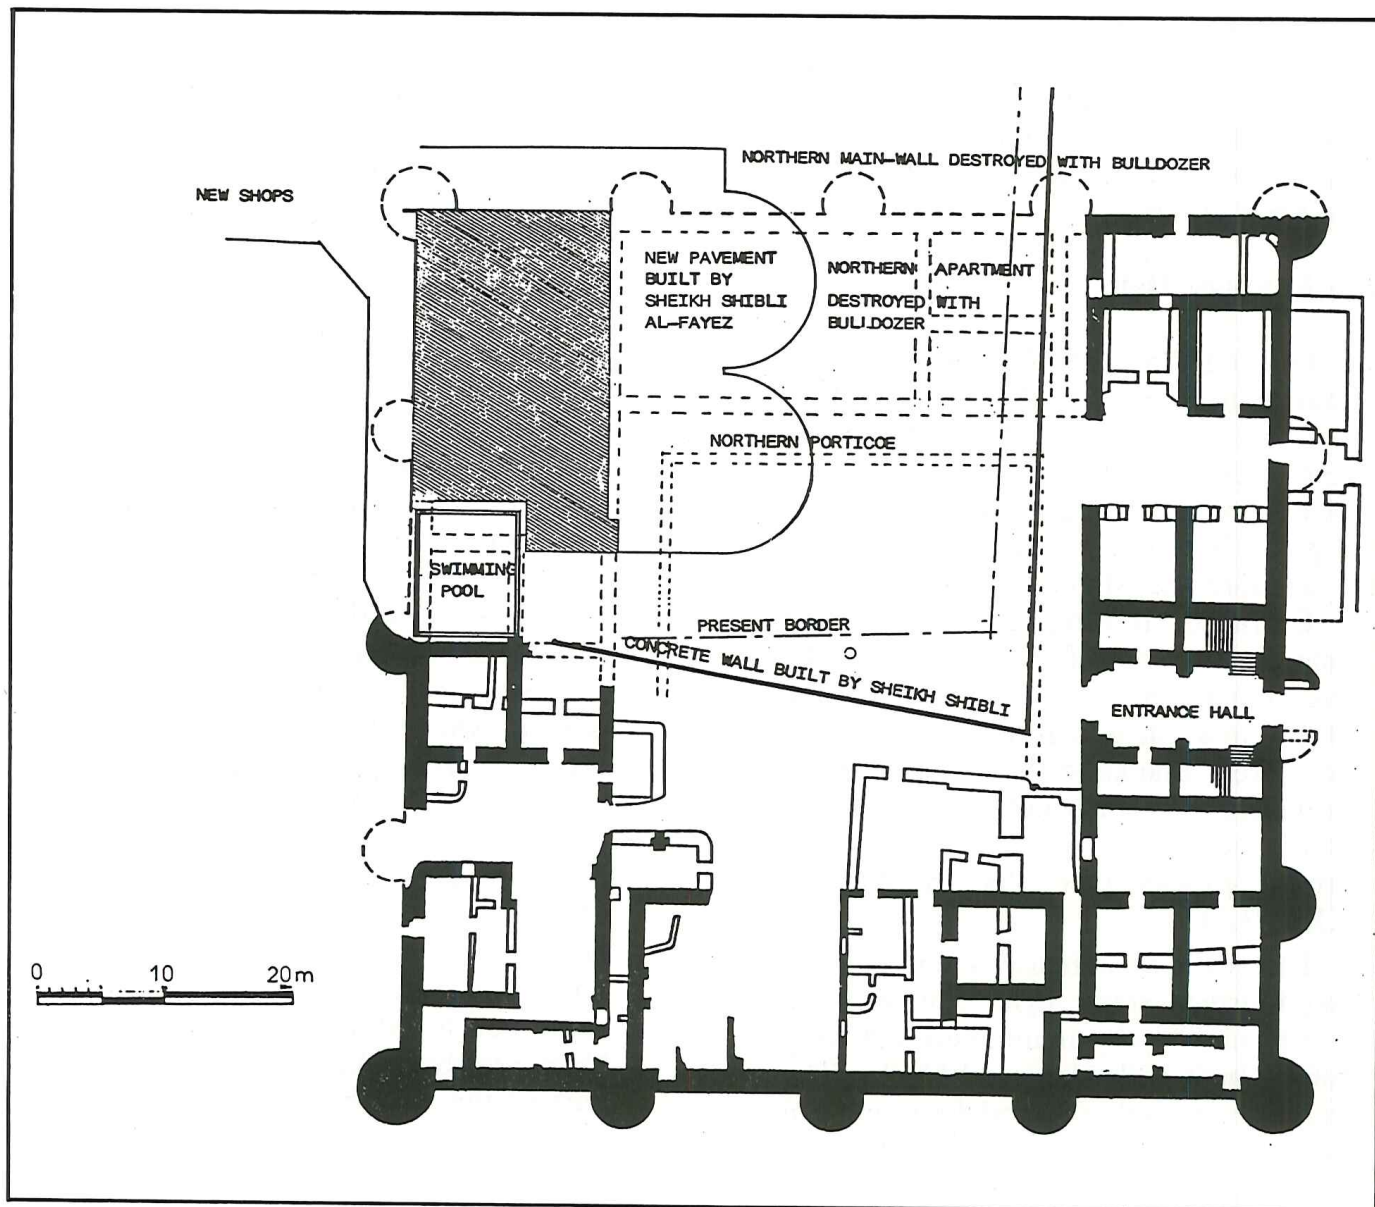 NORTHERN MAIN-WALL DESTROYED WITH BULLDOZER
NEW SHOPS
NEW PAVEMENT
BUILT BY
SHEIKH SHIBLI
AL-FAYEZ
NORTHERN APARTMENT
DESTROYED WITH
BULLDOZER
NORTHERN PORTICOE
SWIMMING
POOL
PRESENT BORDER
CONCRETE WALL BUILT BY SHEIKH SHIBLI
ENTRANCE HALL
0 10 20m